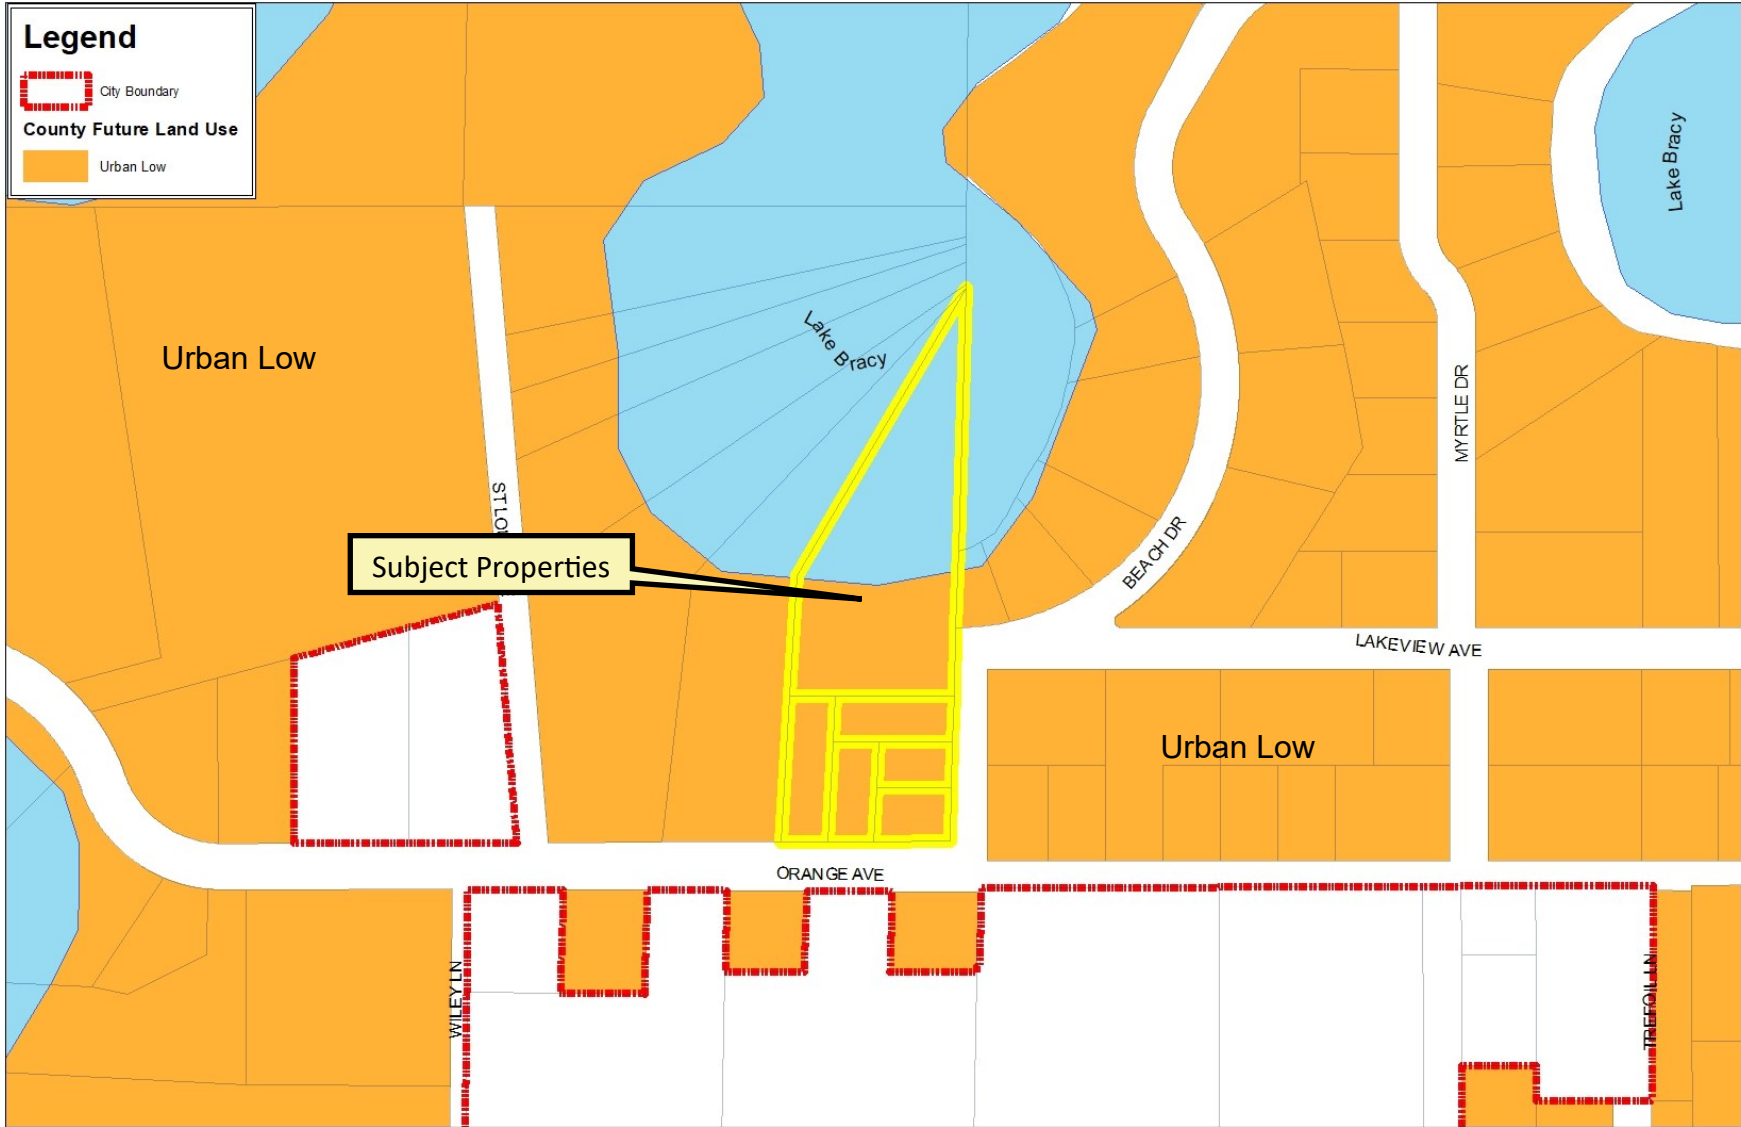 Legend
City Boundary
County Future Land Use
Urban Low
Lake Bracy
Lake Bracy
Urban Low
MYRTLE DR
Subject Properties
BEACH DR
LAKEVIEW AVE
Urban Low
ORANGE AVE
WILEY LN
TREFOIL LN